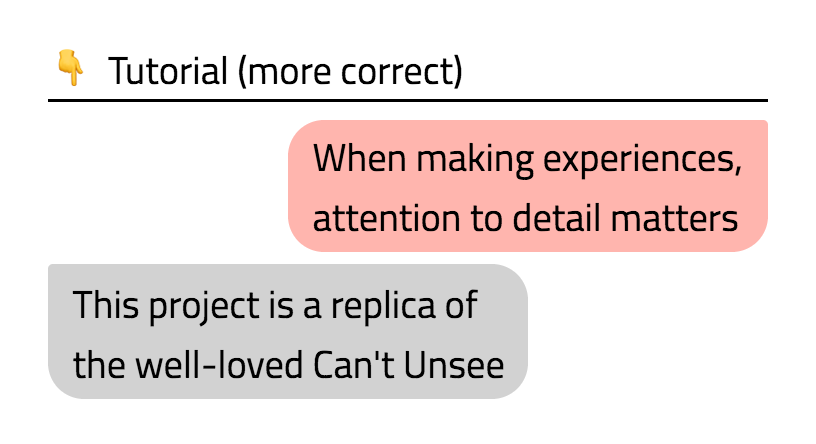 👇 Tutorial (more correct)
When making experiences,
attention to detail matters
This project is a replica of
the well-loved Can't Unsee